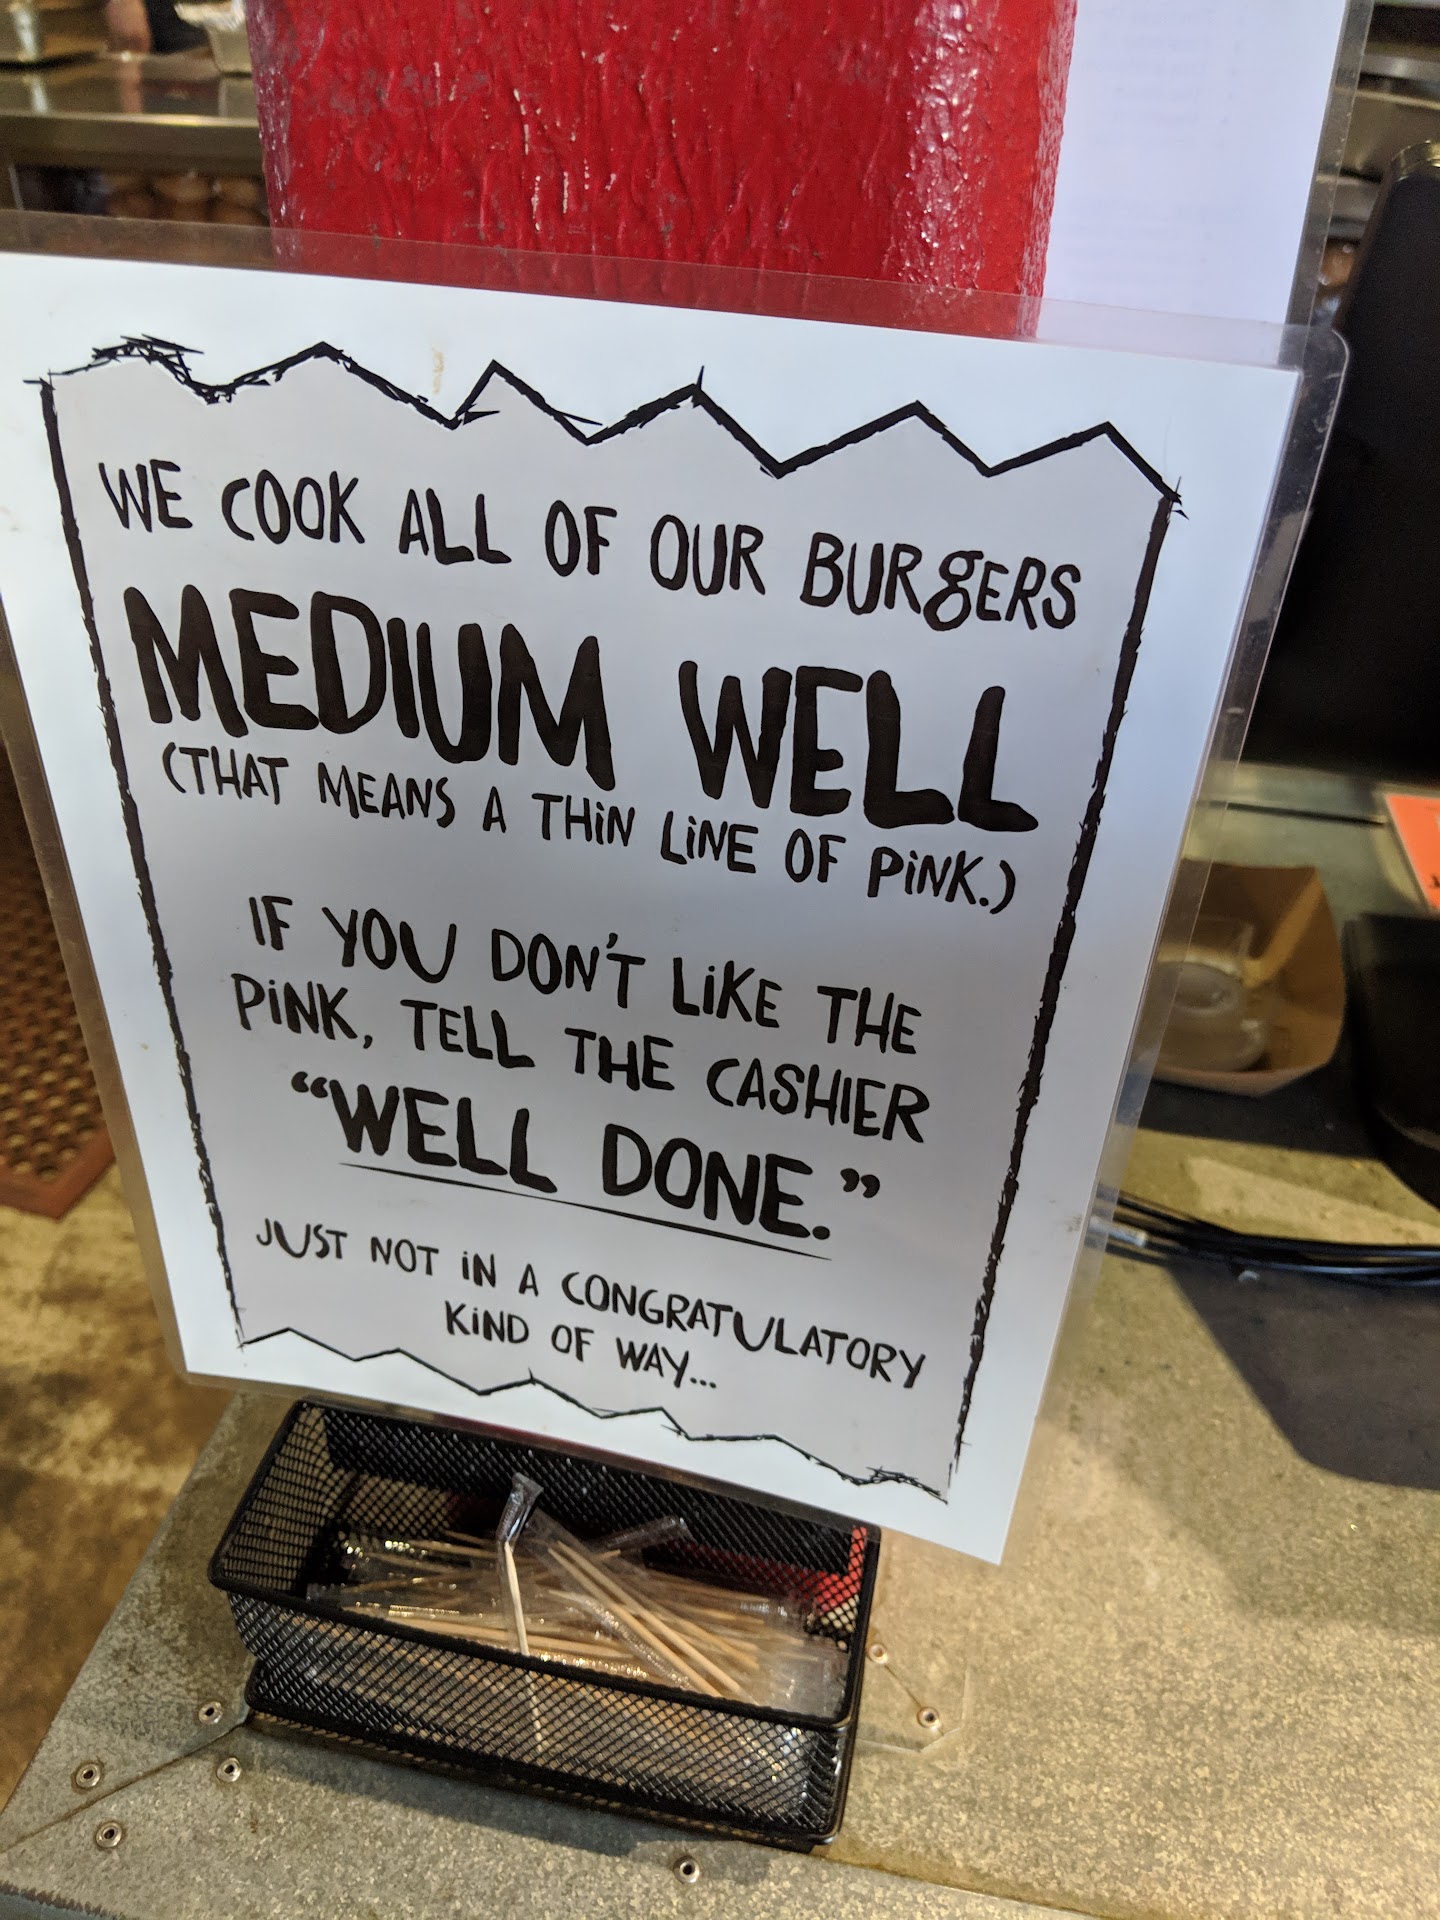 WE COOK ALL OF OUR BURGERS
MEDIUM WELL
(THAT MEANS A THiN LiNE OF PiNK.)
IF YOU DON'T LiKE THE
PiNK, TELL THE CASHIER
“WELL DONE.”
JUST NOT iN A CONGRATULATORY
KiND OF WAY...